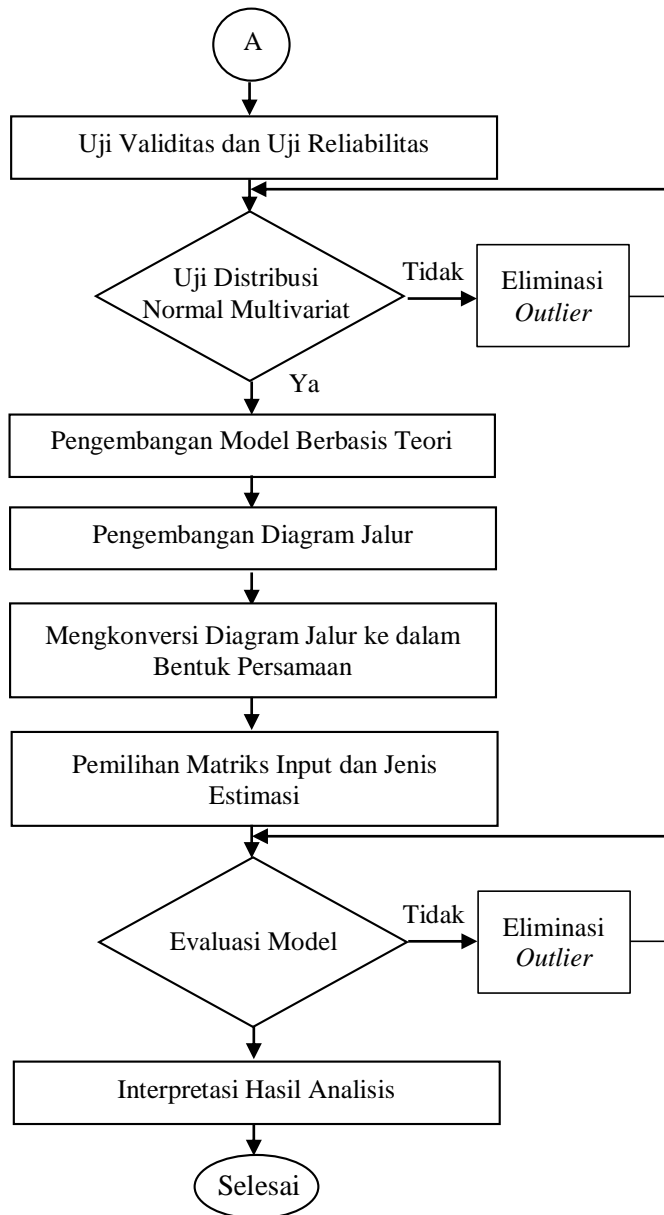 A
Uji Validitas dan Uji Reliabilitas
Uji Distribusi
Normal Multivariat
Tidak
Eliminasi
Outlier
Ya
Pengembangan Model Berbasis Teori
Pengembangan Diagram Jalur
Mengkonversi Diagram Jalur ke dalam
Bentuk Persamaan
Pemilihan Matriks Input dan Jenis
Estimasi
Evaluasi Model
Tidak
Eliminasi
Outlier
Interpretasi Hasil Analisis
Selesai